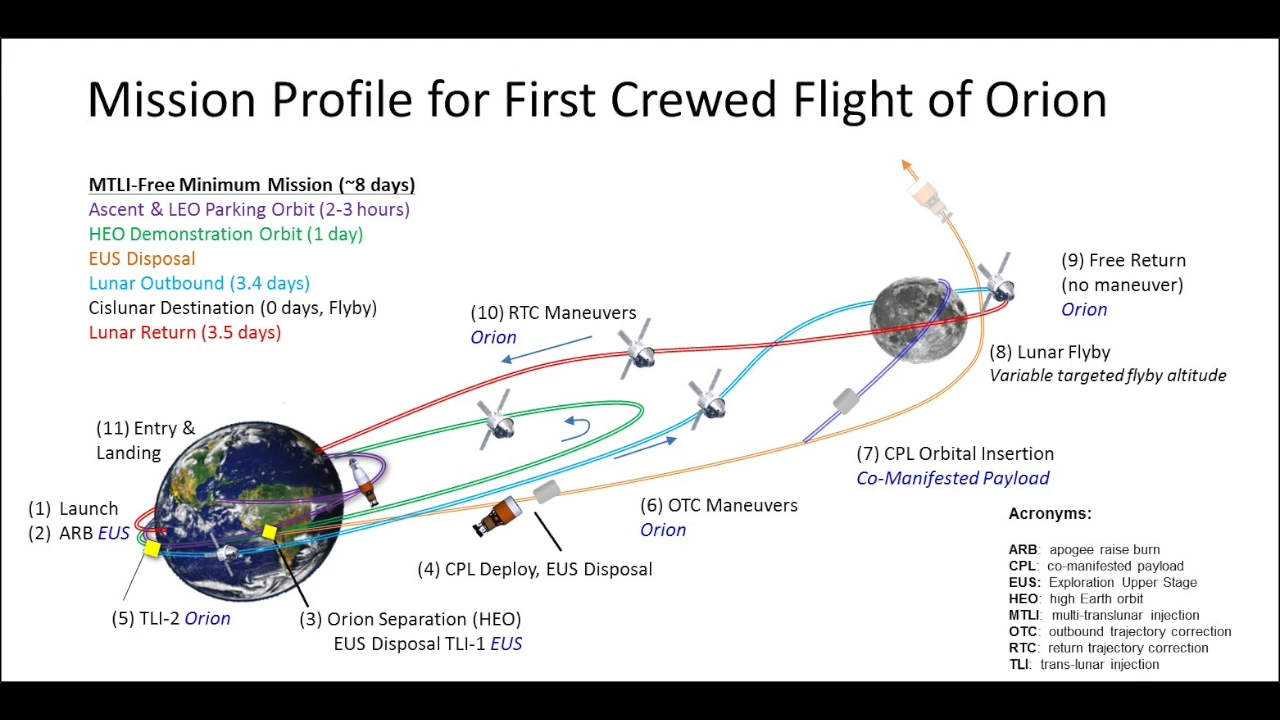 Mission Profile for First Crewed Flight of Orion
MTLI-Free Minimum Mission (~8 days)
Ascent & LEO Parking Orbit (2-3 hours)
HEO Demonstration Orbit (1 day)
EUS Disposal
Lunar Outbound (3.4 days)
Cislunar Destination (0 days, Flyby)
Lunar Return (3.5 days)
(10) RTC Maneuvers
Orion
(9) Free Return
(no maneuver)
Orion
(8) Lunar Flyby
Variable targeted flyby altitude
(11) Entry &
Landing
(7) CPL Orbital Insertion
Co-Manifested Payload
(1) Launch
(2) ARB EUS
(6) OTC Maneuvers
Orion
(4) CPL Deploy, EUS Disposal
(5) TLI-2 Orion
(3) Orion Separation (HEO)
EUS Disposal TLI-1 EUS
Acronyms:
ARB: apogee raise burn
CPL: co-manifested payload
EUS: Exploration Upper Stage
HEO: high Earth orbit
MTLI: multi-translunar injection
OTC: outbound trajectory correction
RTC: return trajectory correction
TLI: trans-lunar injection